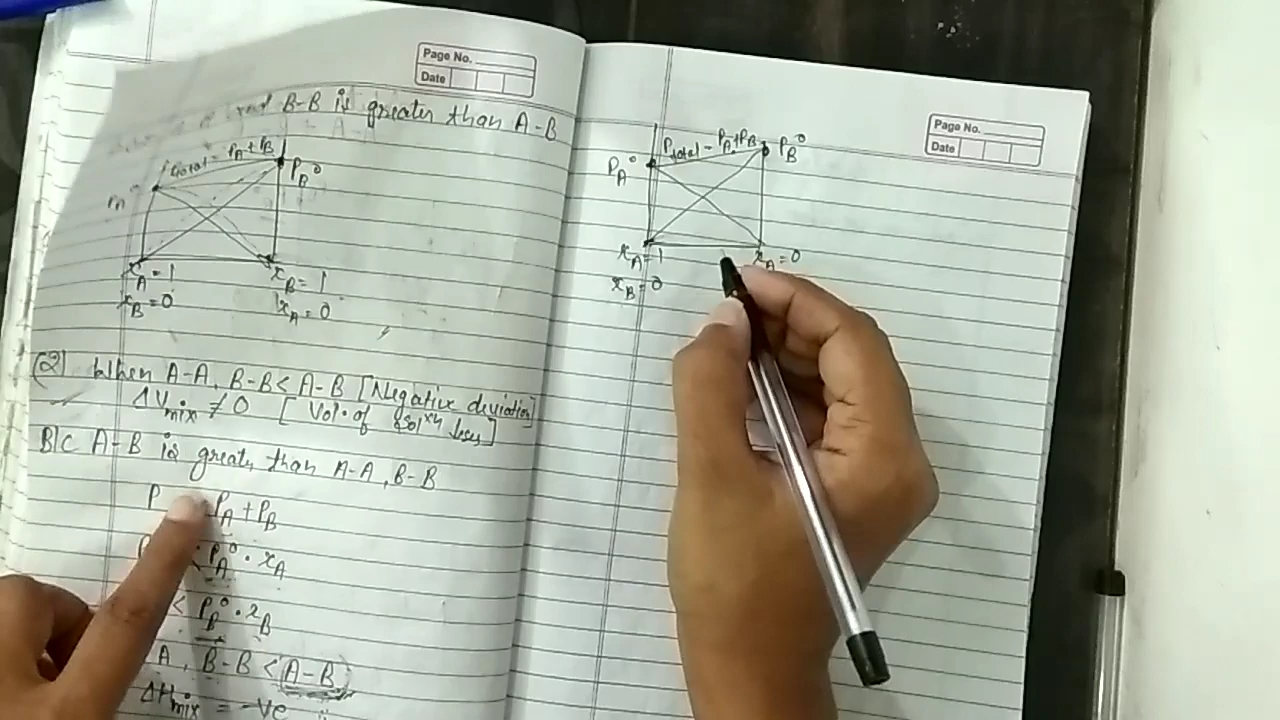 Page No.
Date
B-B is greater than A-B
Ptotal = PA + PB
PB°
xA = 1
xB = 0
xB = 1
xA = 0
(2) When A-A, B-B < A-B [Negative deviation]
ΔVmix ≠ 0 [Vol. of solxn less]
B/C A-B is greater than A-A, B-B
P PA + PB
< PA° · xA
< PB° · xB
A, B-B < A-B
ΔHmix = -ve
Page No.
Date
PA°
Ptotal = PA + PB
PB°
xA = 1
xB = 0
xA = 0